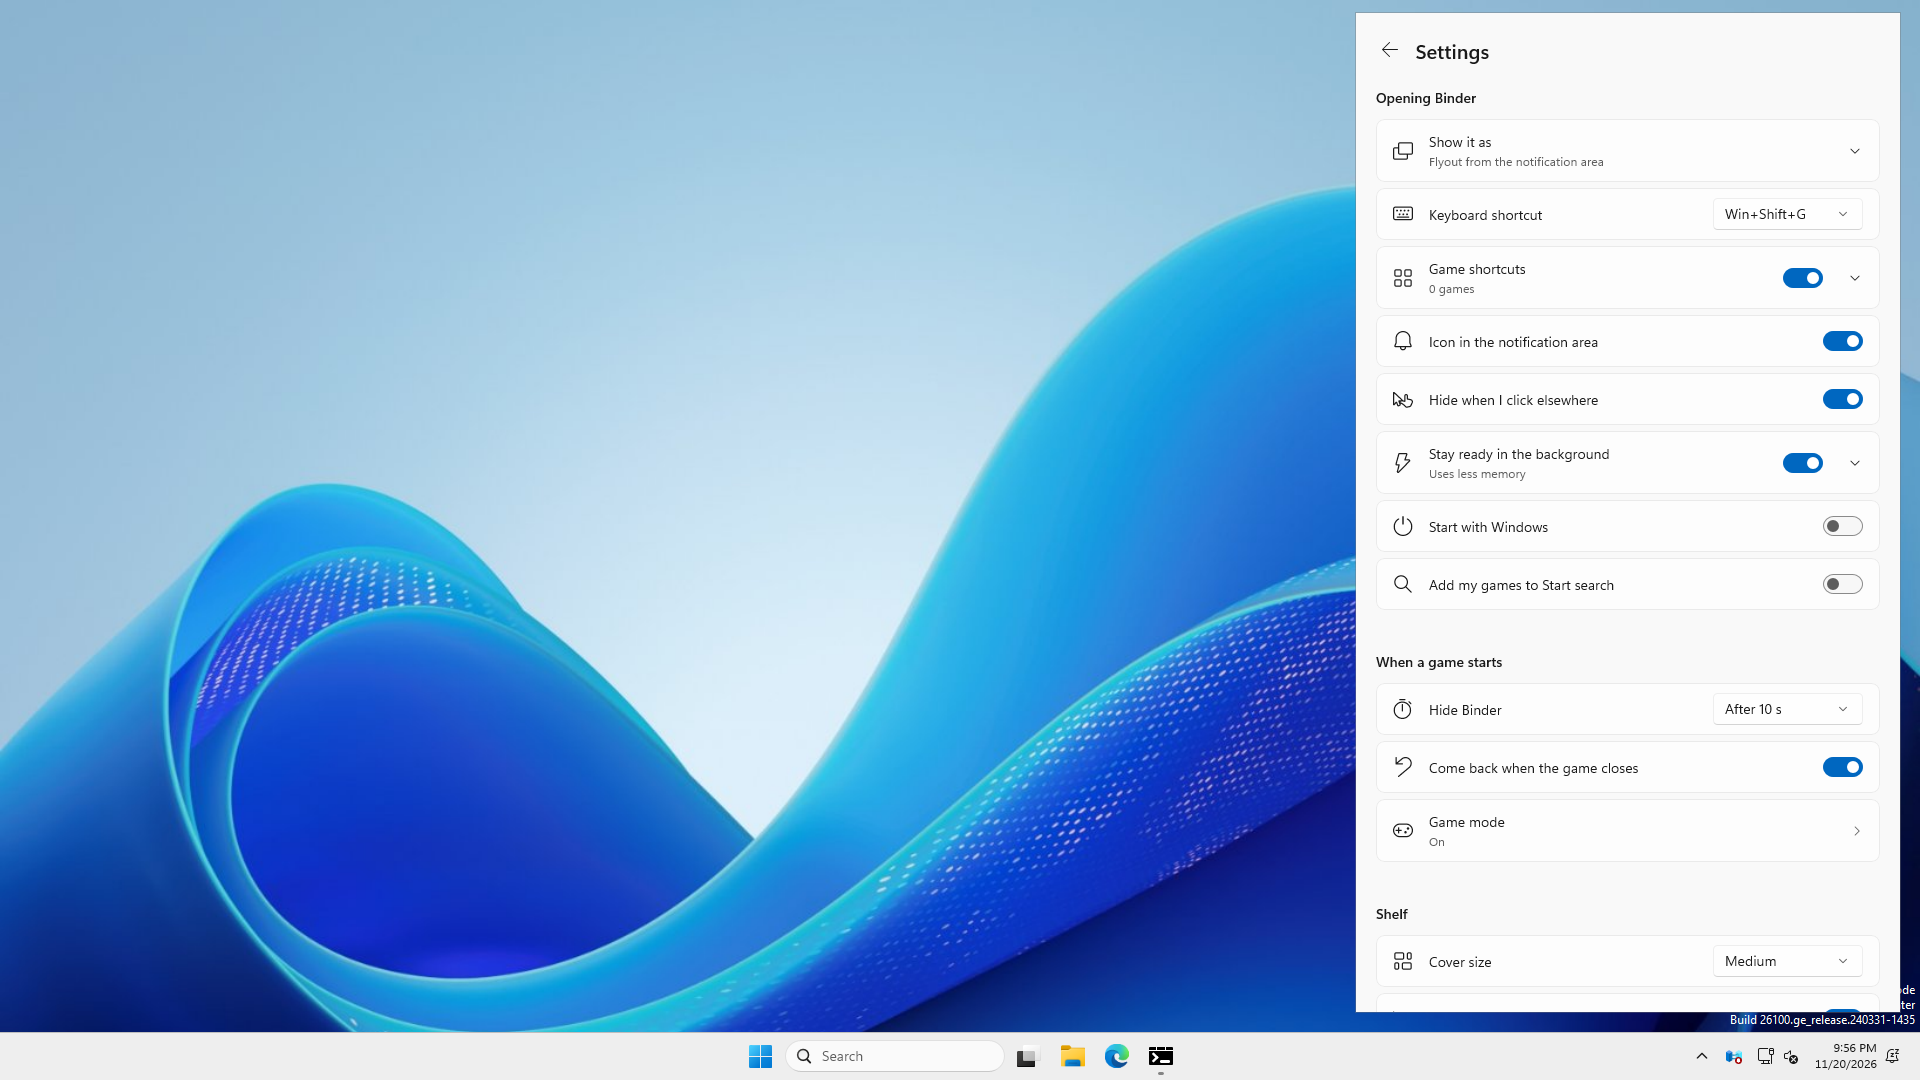 Settings
Opening Binder
Show it as
Flyout from the notification area
Keyboard shortcut
Win+Shift+G
Game shortcuts
0 games
Icon in the notification area
Hide when I click elsewhere
Stay ready in the background
Uses less memory
Start with Windows
Add my games to Start search
When a game starts
Hide Binder
After 10 s
Come back when the game closes
Game mode
On
Shelf
Cover size
Medium
Build 26100.ge_release.240331-1435
Search
9:56 PM
11/20/2026